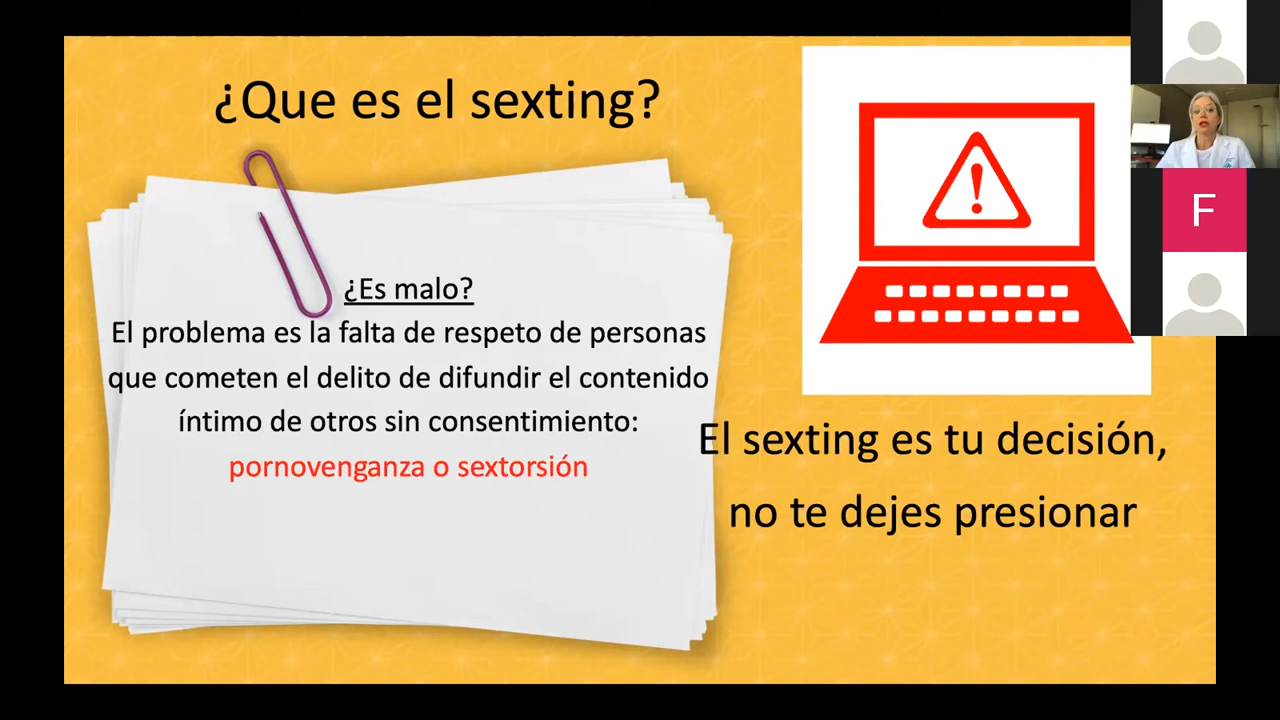 ¿Que es el sexting?
¿Es malo?
El problema es la falta de respeto de personas
que cometen el delito de difundir el contenido
íntimo de otros sin consentimiento:
pornovenganza o sextorsión
El sexting es tu decisión,
no te dejes presionar
F